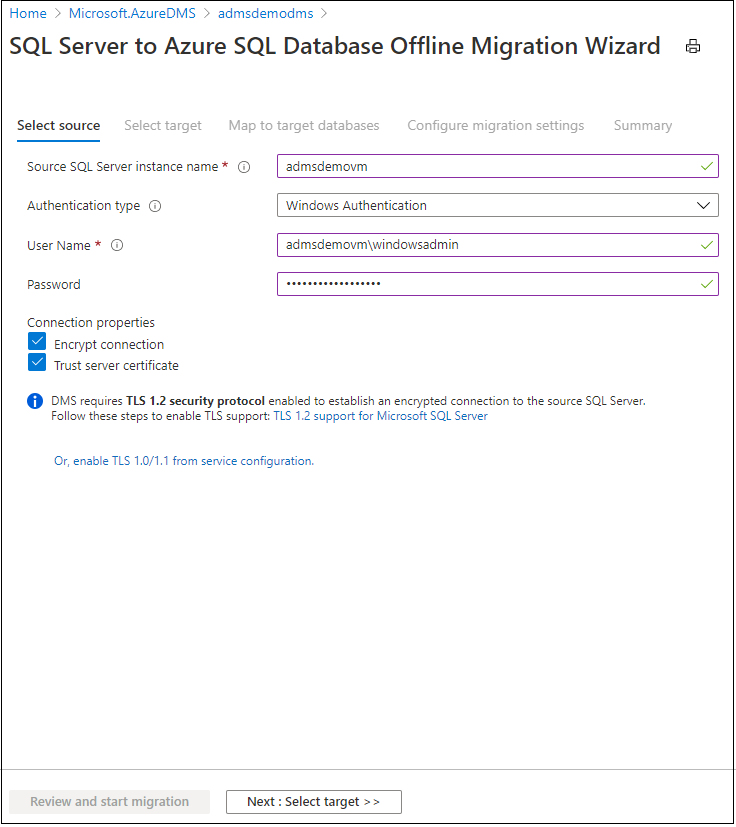 Home > Microsoft.AzureDMS > admsdemodms >
SQL Server to Azure SQL Database Offline Migration Wizard
Select source Select target Map to target databases Configure migration settings Summary
Source SQL Server instance name * admsdemovm
Authentication type Windows Authentication
User Name * admsdemovm\windowsadmin
Password ••••••••••••••••••
Connection properties
Encrypt connection
Trust server certificate
DMS requires TLS 1.2 security protocol enabled to establish an encrypted connection to the source SQL Server.
Follow these steps to enable TLS support: TLS 1.2 support for Microsoft SQL Server
Or, enable TLS 1.0/1.1 from service configuration.
Review and start migration Next : Select target >>